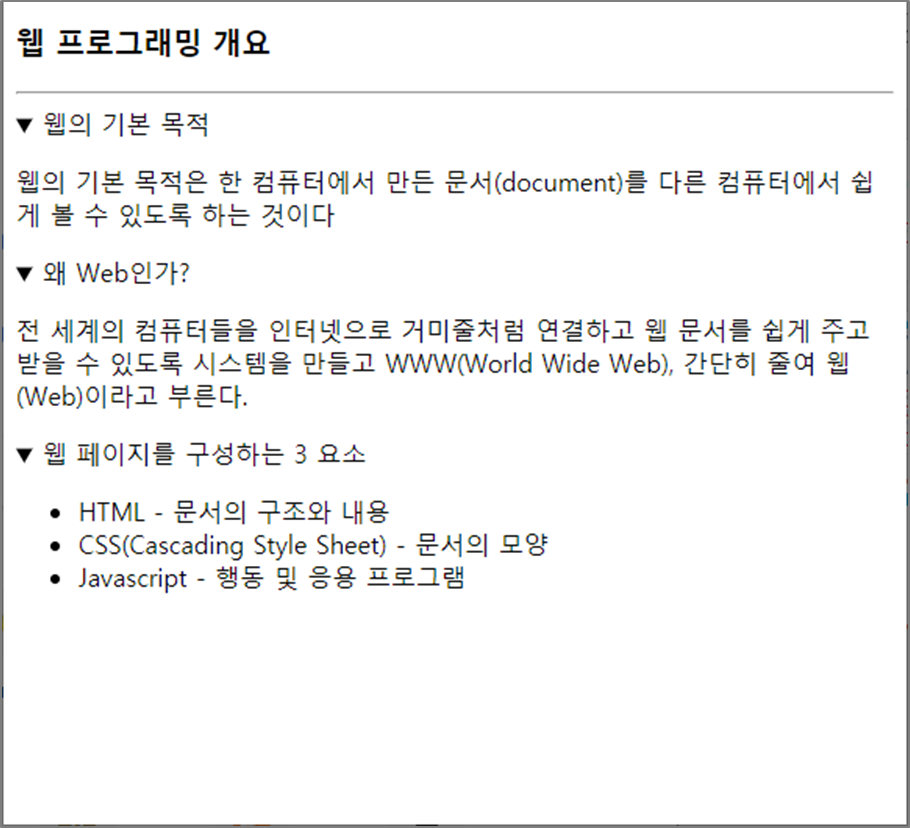 웹 프로그래밍 개요
▼ 웹의 기본 목적
웹의 기본 목적은 한 컴퓨터에서 만든 문서(document)를 다른 컴퓨터에서 쉽
게 볼 수 있도록 하는 것이다
▼ 왜 Web인가?
전 세계의 컴퓨터들을 인터넷으로 거미줄처럼 연결하고 웹 문서를 쉽게 주고
받을 수 있도록 시스템을 만들고 WWW(World Wide Web), 간단히 줄여 웹
(Web)이라고 부른다.
▼ 웹 페이지를 구성하는 3 요소
• HTML - 문서의 구조와 내용
• CSS(Cascading Style Sheet) - 문서의 모양
• Javascript - 행동 및 응용 프로그램